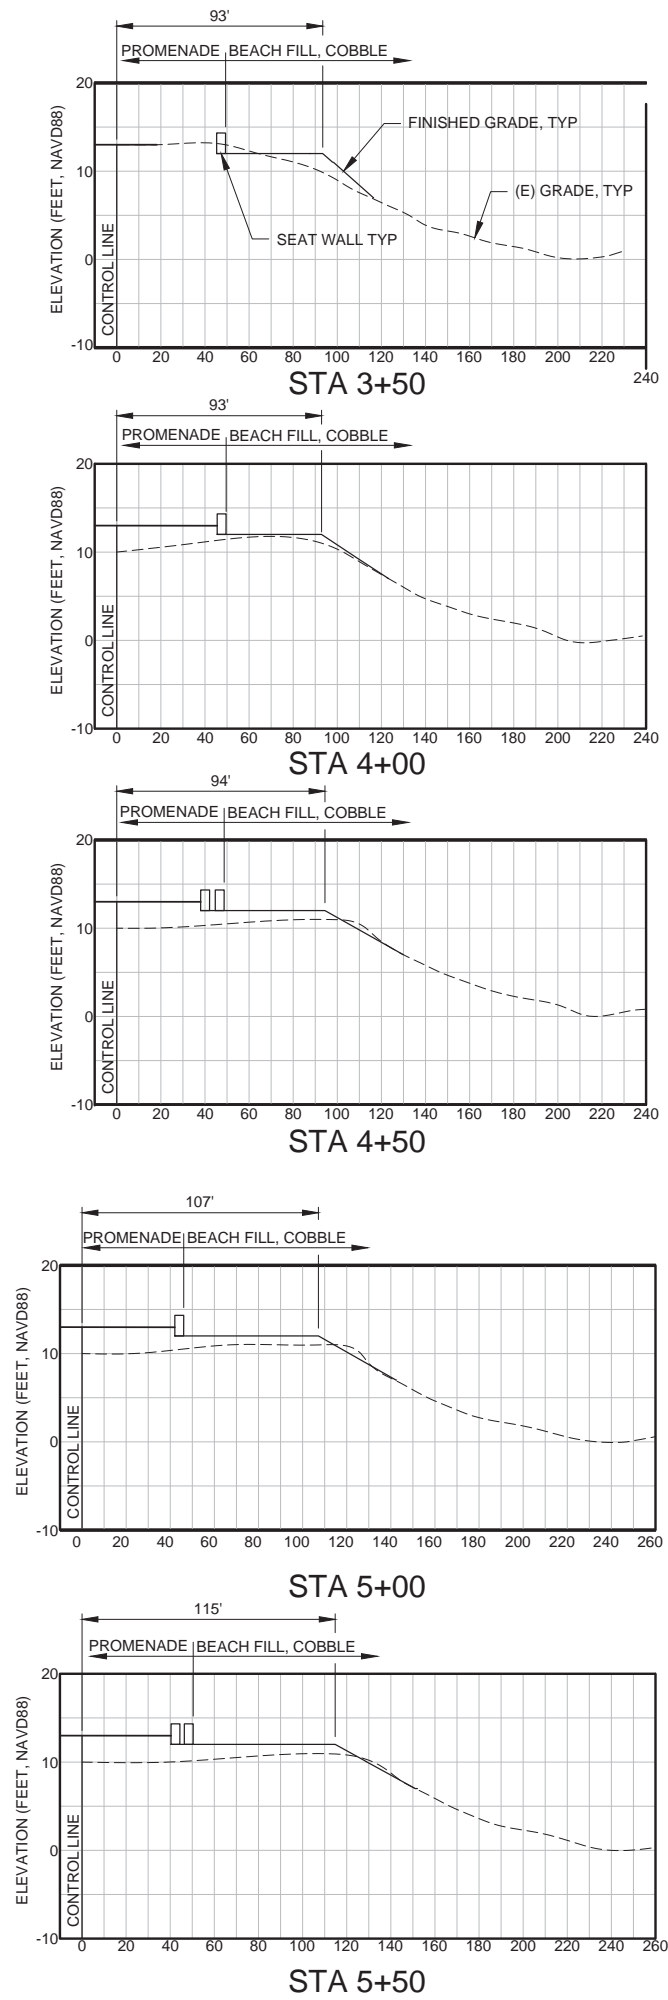 93'
PROMENADE BEACH FILL, COBBLE
20
10
0
-10
ELEVATION (FEET, NAVD88)
CONTROL LINE
FINISHED GRADE, TYP
(E) GRADE, TYP
SEAT WALL TYP
0 20 40 60 80 100 120 140 160 180 200 220
240
STA 3+50
93'
PROMENADE BEACH FILL, COBBLE
20
10
0
-10
ELEVATION (FEET, NAVD88)
CONTROL LINE
0 20 40 60 80 100 120 140 160 180 200 220 240
STA 4+00
94'
PROMENADE BEACH FILL, COBBLE
20
10
0
-10
ELEVATION (FEET, NAVD88)
CONTROL LINE
0 20 40 60 80 100 120 140 160 180 200 220 240
STA 4+50
107'
PROMENADE BEACH FILL, COBBLE
20
10
0
-10
ELEVATION (FEET, NAVD88)
CONTROL LINE
0 20 40 60 80 100 120 140 160 180 200 220 240 260
STA 5+00
115'
PROMENADE BEACH FILL, COBBLE
20
10
0
-10
ELEVATION (FEET, NAVD88)
CONTROL LINE
0 20 40 60 80 100 120 140 160 180 200 220 240 260
STA 5+50